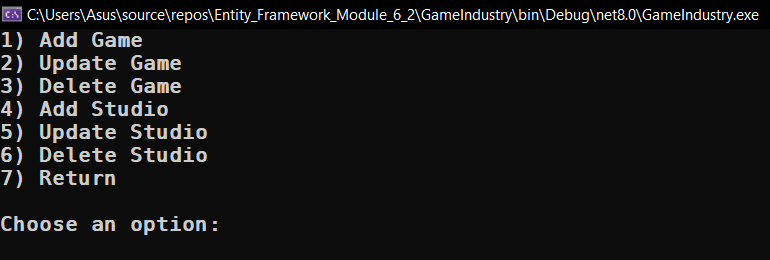 C:\Users\Asus\source\repos\Entity_Framework_Module_6_2\GameIndustry\bin\Debug\net8.0\GameIndustry.exe
1) Add Game
2) Update Game
3) Delete Game
4) Add Studio
5) Update Studio
6) Delete Studio
7) Return
Choose an option: